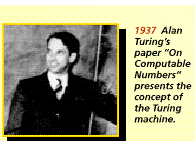 1937 Alan
Turing's
paper "On
Computable
Numbers"
presents the
concept of
the Turing
machine.